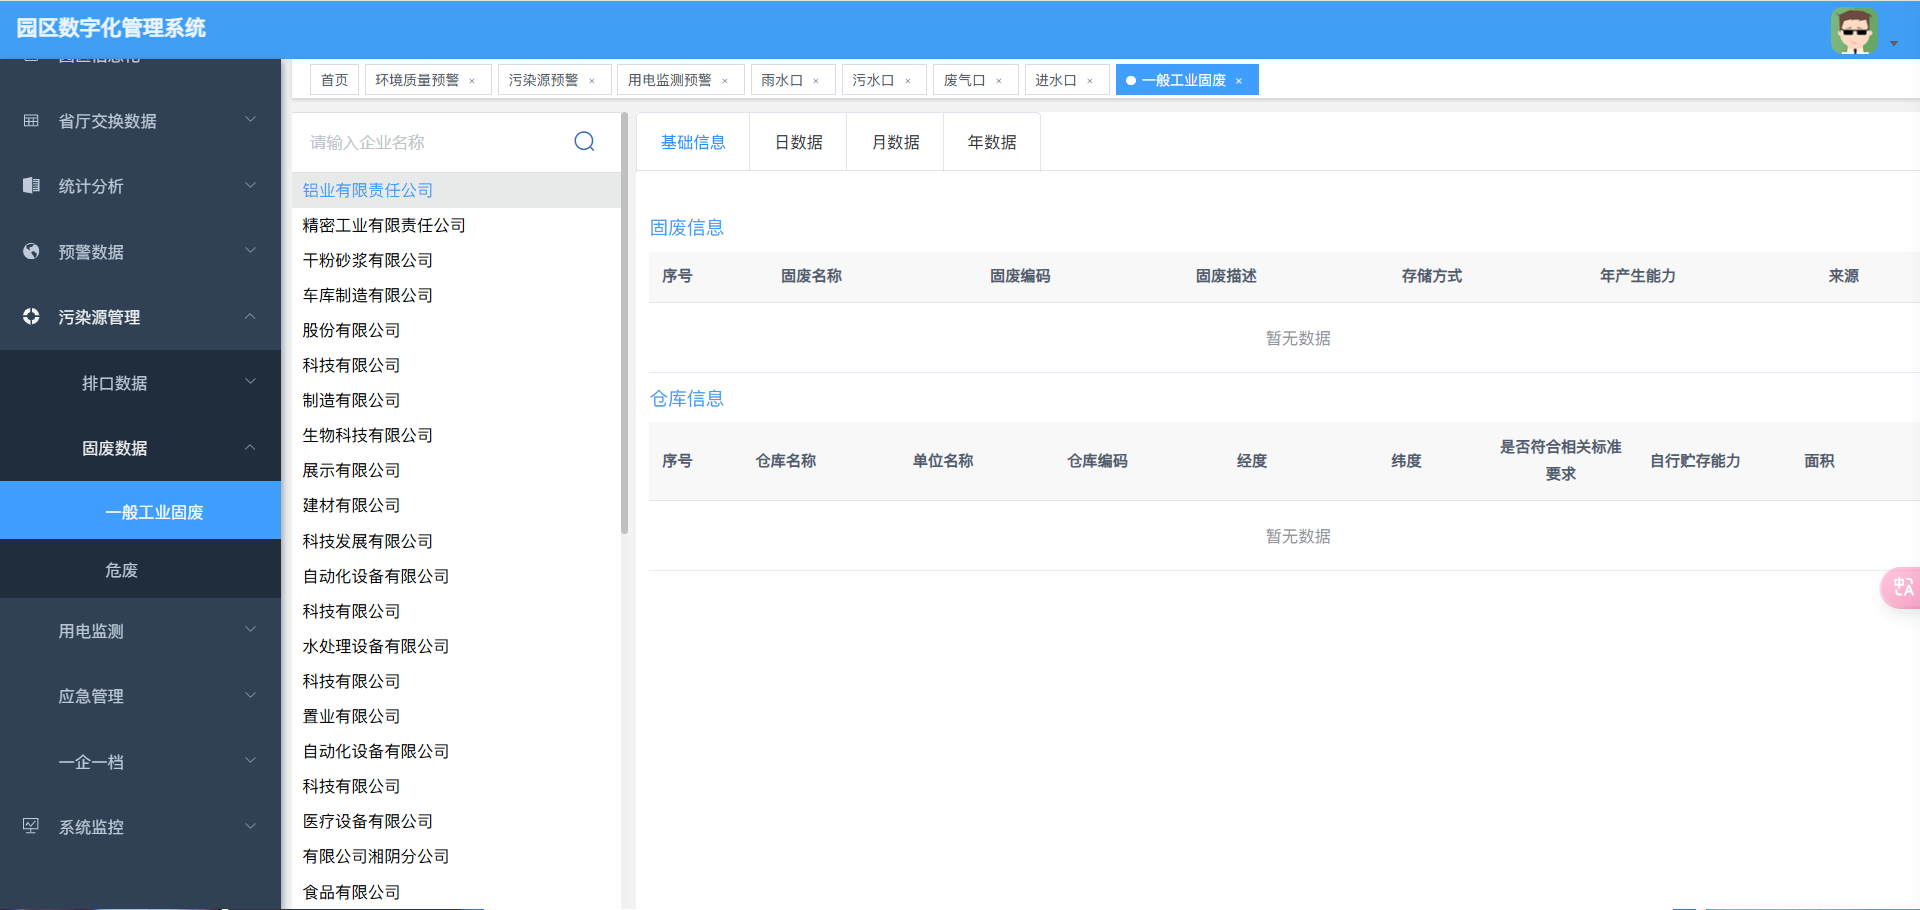 园区数字化管理系统
首页
环境质量预警 ×
污染源预警 ×
用电监测预警 ×
雨水口 ×
污水口 ×
废气口 ×
进水口 ×
一般工业固废 ×
省厅交换数据
统计分析
预警数据
污染源管理
排口数据
固废数据
一般工业固废
危废
用电监测
应急管理
一企一档
系统监控
请输入企业名称
铝业有限责任公司
精密工业有限责任公司
干粉砂浆有限公司
车库制造有限公司
股份有限公司
科技有限公司
制造有限公司
生物科技有限公司
展示有限公司
建材有限公司
科技发展有限公司
自动化设备有限公司
科技有限公司
水处理设备有限公司
科技有限公司
置业有限公司
自动化设备有限公司
科技有限公司
医疗设备有限公司
有限公司湘阴分公司
食品有限公司
基础信息
日数据
月数据
年数据
固废信息
序号 固废名称 固废编码 固废描述 存储方式 年产生能力 来源
暂无数据
仓库信息
序号 仓库名称 单位名称 仓库编码 经度 纬度 是否符合相关标准
要求 自行贮存能力 面积
暂无数据